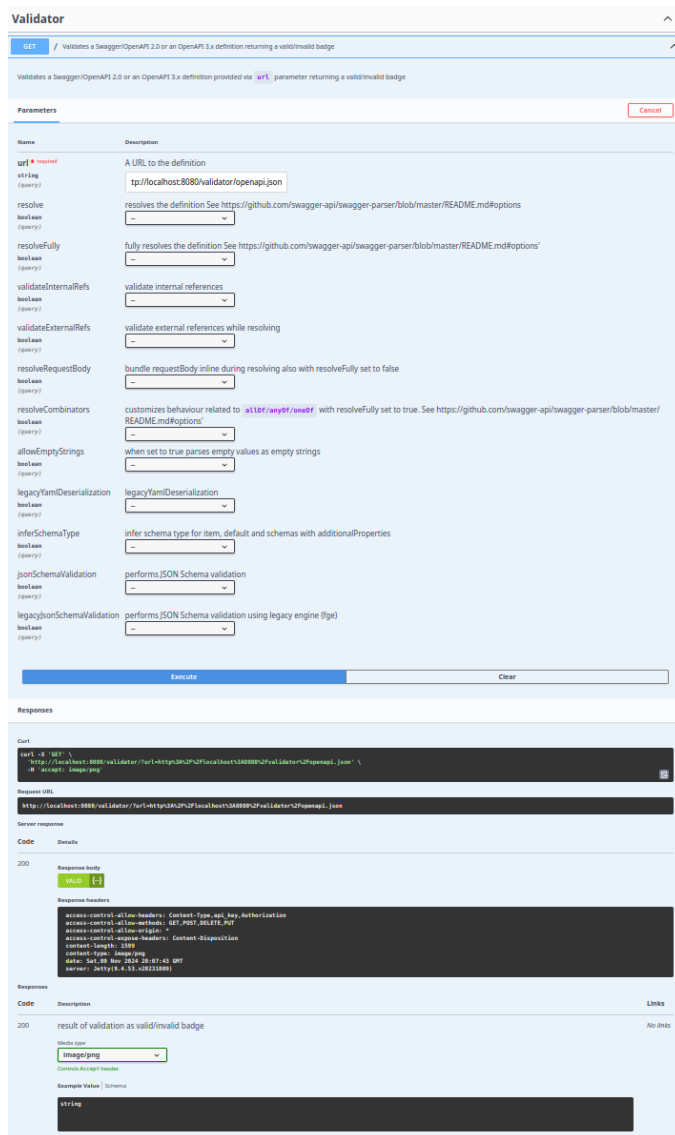 Validator
GET / Validates a Swagger/OpenAPI 2.0 or an OpenAPI 3.x definition returning a valid/invalid badge
Validates a Swagger/OpenAPI 2.0 or an OpenAPI 3.x definition provided via url parameter returning a valid/invalid badge
Parameters Cancel
Name Description
url * required A URL to the definition
string
(query) tp://localhost:8080/validator/openapi.json
resolve resolves the definition See https://github.com/swagger-api/swagger-parser/blob/master/README.md#options
boolean --
(query)
resolveFully fully resolves the definition See https://github.com/swagger-api/swagger-parser/blob/master/README.md#options'
boolean --
(query)
validateInternalRefs validate internal references
boolean --
(query)
validateExternalRefs validate external references while resolving
boolean --
(query)
resolveRequestBody bundle requestBody inline during resolving also with resolveFully set to false
boolean --
(query)
resolveCombinators customizes behaviour related to allOf/anyOf/oneOf with resolveFully set to true. See https://github.com/swagger-api/swagger-parser/blob/master/
boolean README.md#options'
(query) --
allowEmptyStrings when set to true parses empty values as empty strings
boolean --
(query)
legacyYamlDeserialization legacyYamlDeserialization
boolean --
(query)
inferSchemaType infer schema type for item, default and schemas with additionalProperties
boolean --
(query)
jsonSchemaValidation performs JSON Schema validation
boolean --
(query)
legacyJsonSchemaValidation performs JSON Schema validation using legacy engine (fge)
boolean --
(query)
Execute Clear
Responses
Curl
curl -X 'GET' \
'http://localhost:8080/validator/?url=http%3A%2F%2Flocalhost%3A8080%2Fvalidator%2Fopenapi.json' \
-H 'accept: image/png'
Request URL
http://localhost:8080/validator/?url=http%3A%2F%2Flocalhost%3A8080%2Fvalidator%2Fopenapi.json
Server response
Code Details
200 Response body
VALID {-}
Response headers
access-control-allow-headers: Content-Type,api_key,Authorization
access-control-allow-methods: GET,POST,DELETE,PUT
access-control-allow-origin: *
access-control-expose-headers: Content-Disposition
content-length: 1599
content-type: image/png
date: Sat,09 Nov 2024 20:07:43 GMT
server: Jetty(9.4.53.v20231009)
Responses
Code Description Links
200 result of validation as valid/invalid badge No links
Media type
image/png
Controls Accept header.
Example Value Schema
string